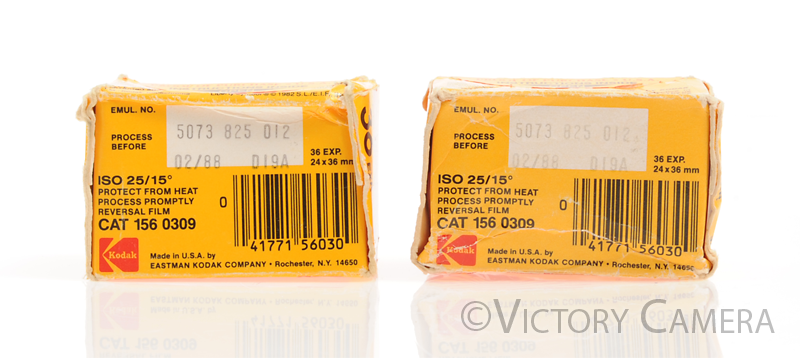 © 1982
EMUL. NO.
5073 825 012
PROCESS
BEFORE
02/88 D19A
36 EXP.
24 x 36 mm
ISO 25/15°
PROTECT FROM HEAT
PROCESS PROMPTLY
REVERSAL FILM
CAT 156 0309
0
41771 56030
Kodak
Made in U.S.A. by
EASTMAN KODAK COMPANY • Rochester, N.Y. 14650
EMUL. NO.
5073 825 012
PROCESS
BEFORE
02/88 D19A
36 EXP.
24 x 36 mm
ISO 25/15°
PROTECT FROM HEAT
PROCESS PROMPTLY
REVERSAL FILM
CAT 156 0309
0
41771 56030
Kodak
Made in U.S.A. by
EASTMAN KODAK COMPANY • Rochester, N.Y. 14650
©VICTORY CAMERA